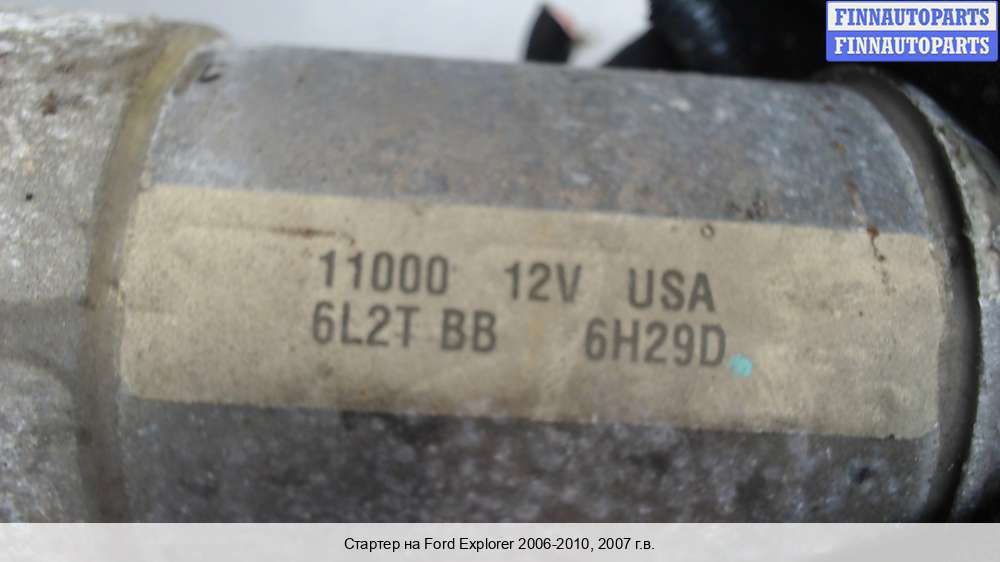 FINNAUTOPARTS
FINNAUTOPARTS
11000 12V USA
6L2T BB 6H29D
Стартер на Ford Explorer 2006-2010, 2007 г.в.